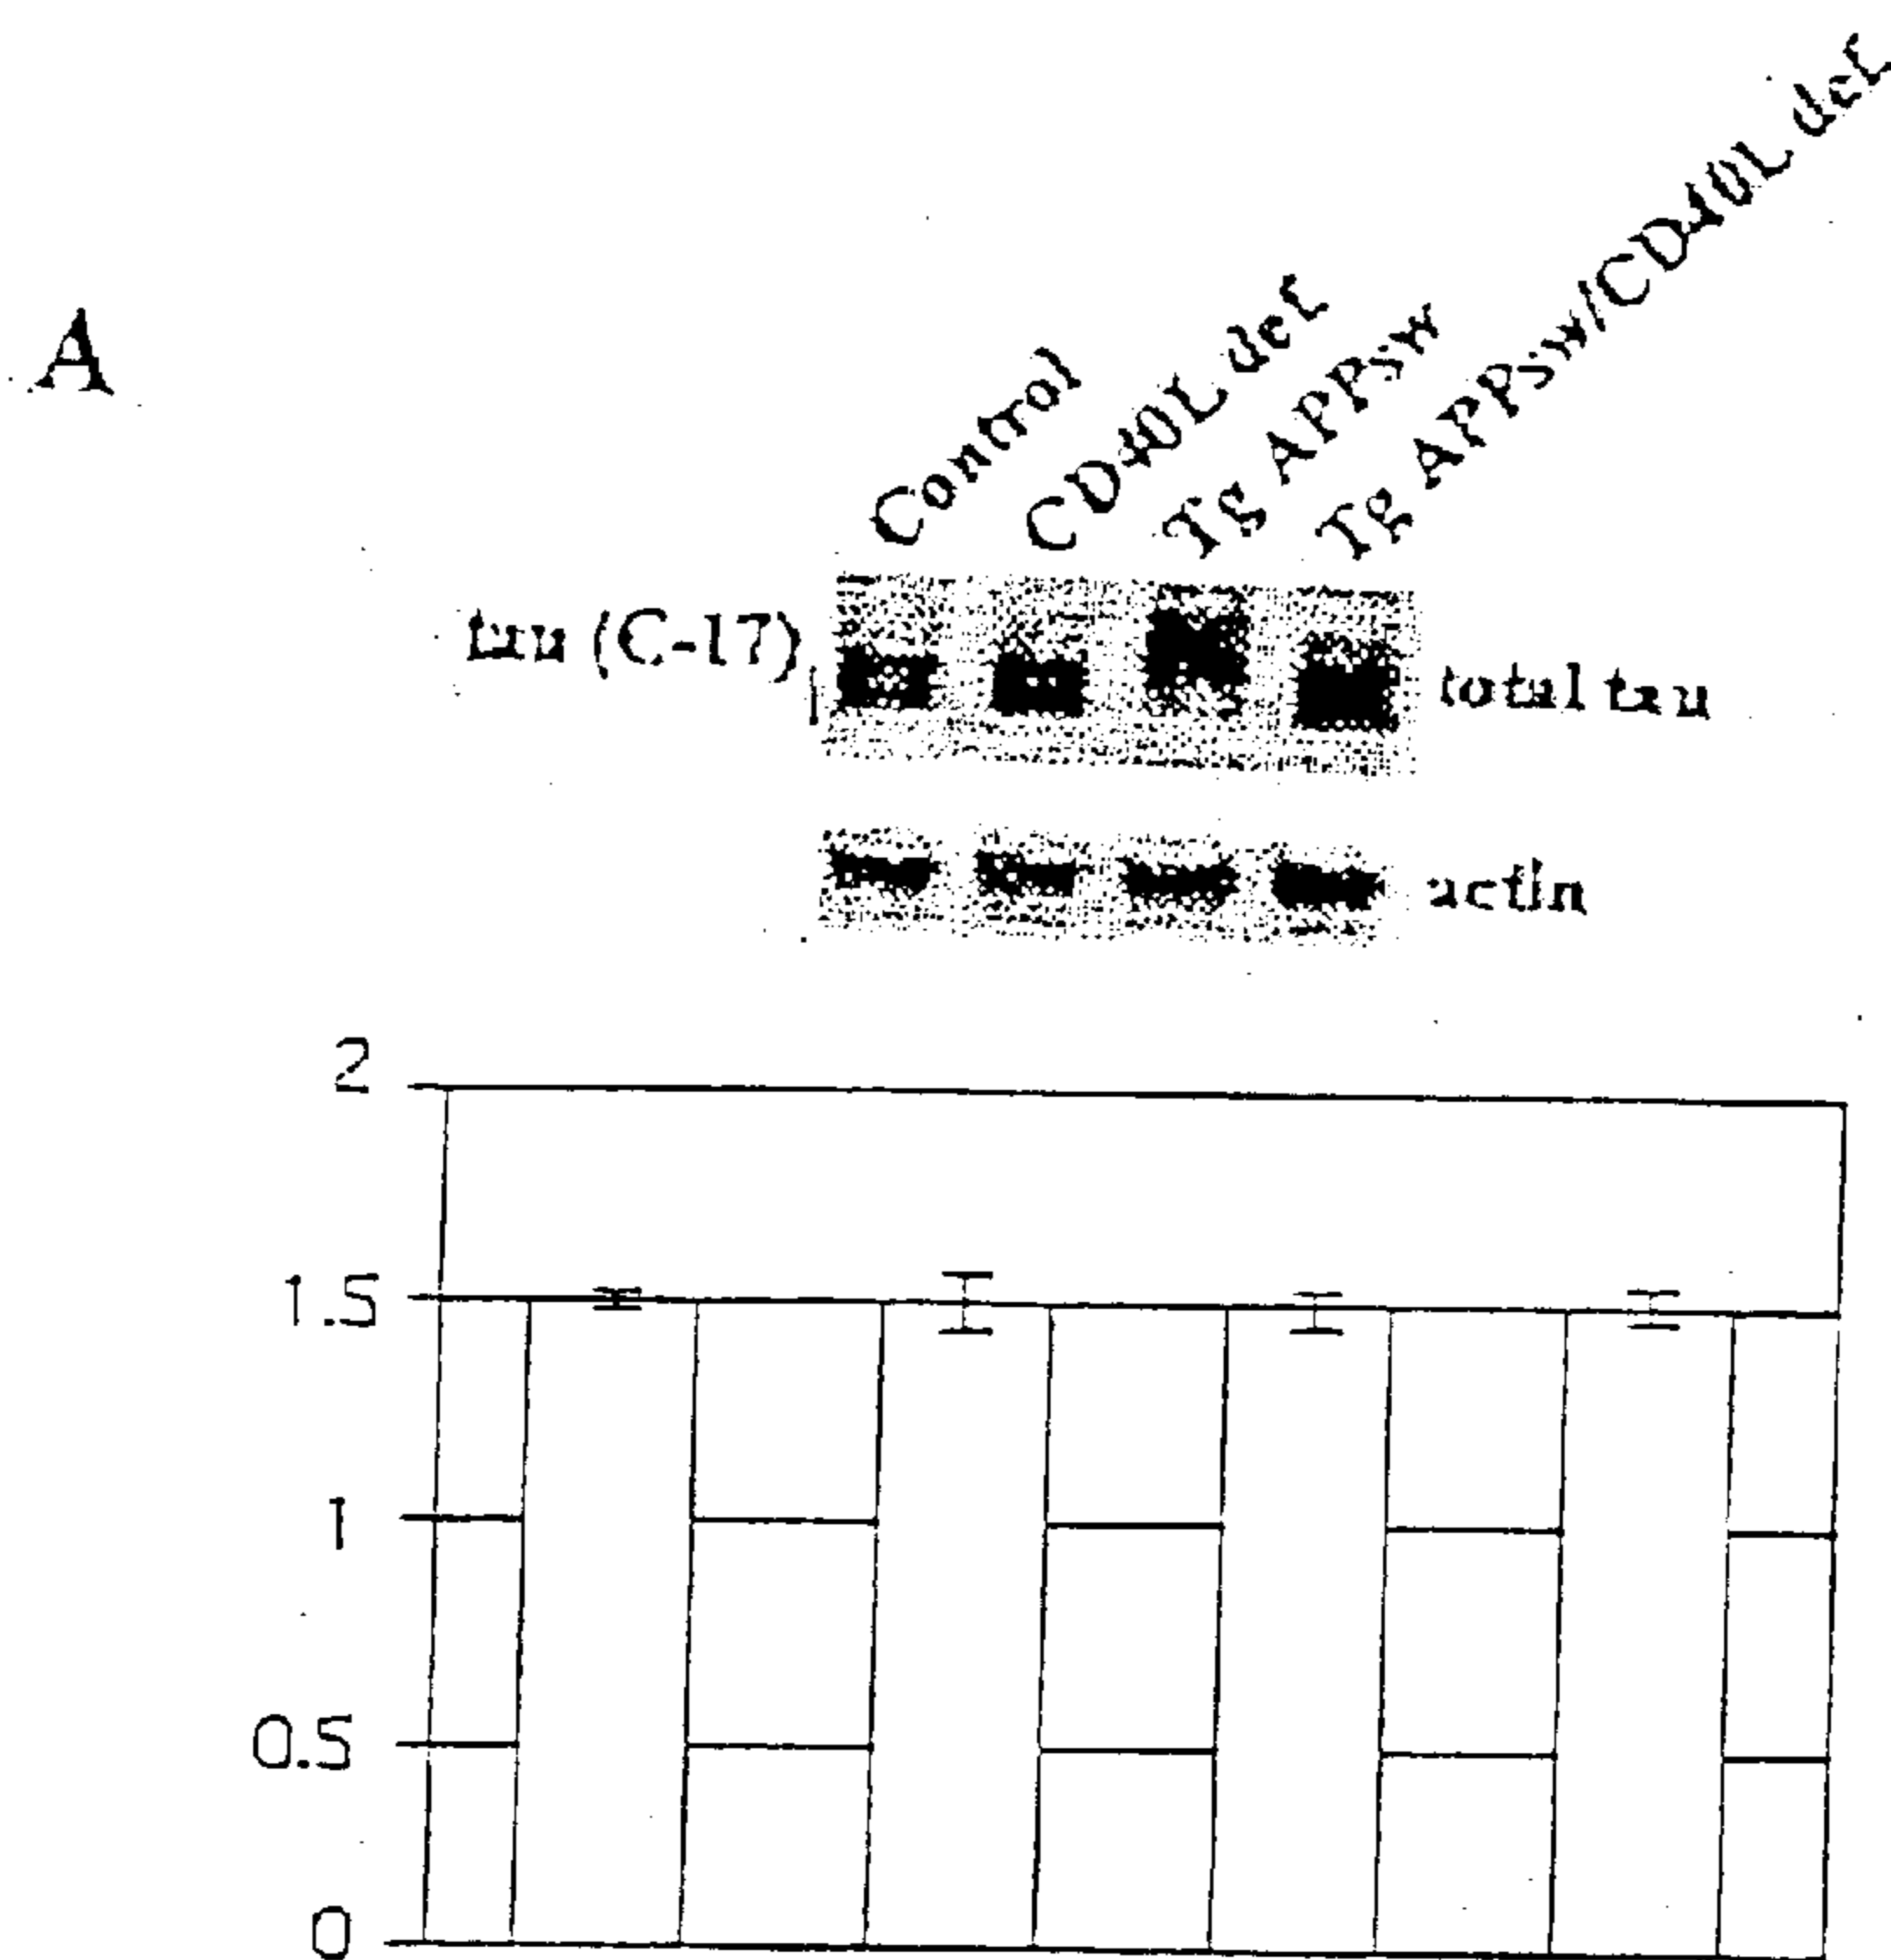 A
Control
CD40L def
Tg APPsw
Tg APPsw/CD40L def
tau (C-17)
total tau
actin
2
1.5
1
0.5
0